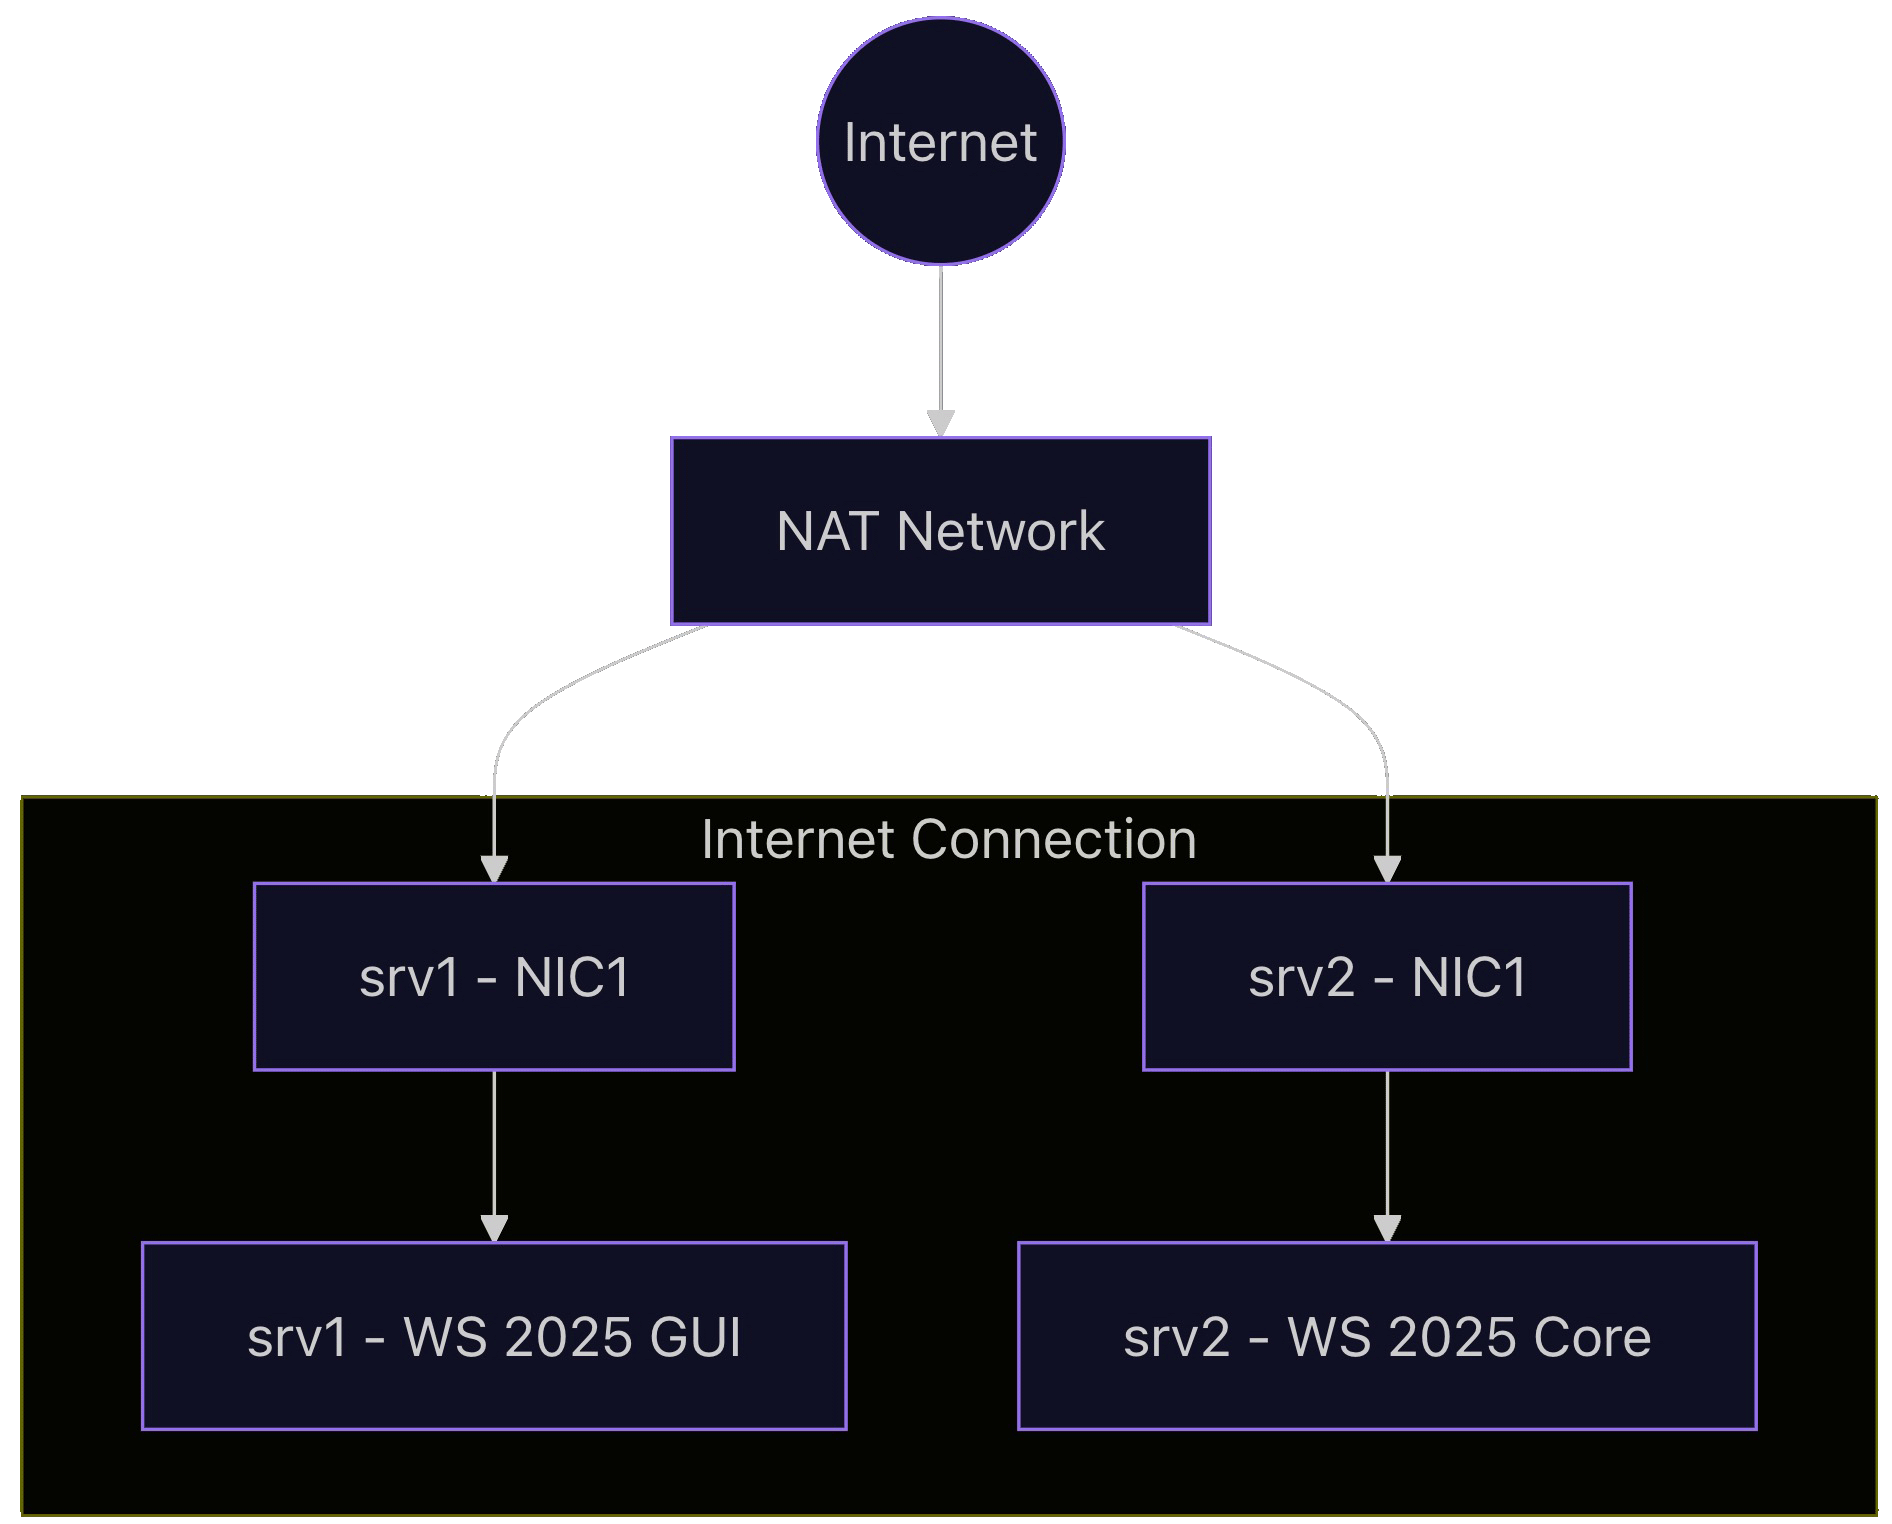 Internet
NAT Network
Internet Connection
srv1 - NIC1
srv2 - NIC1
srv1 - WS 2025 GUI
srv2 - WS 2025 Core